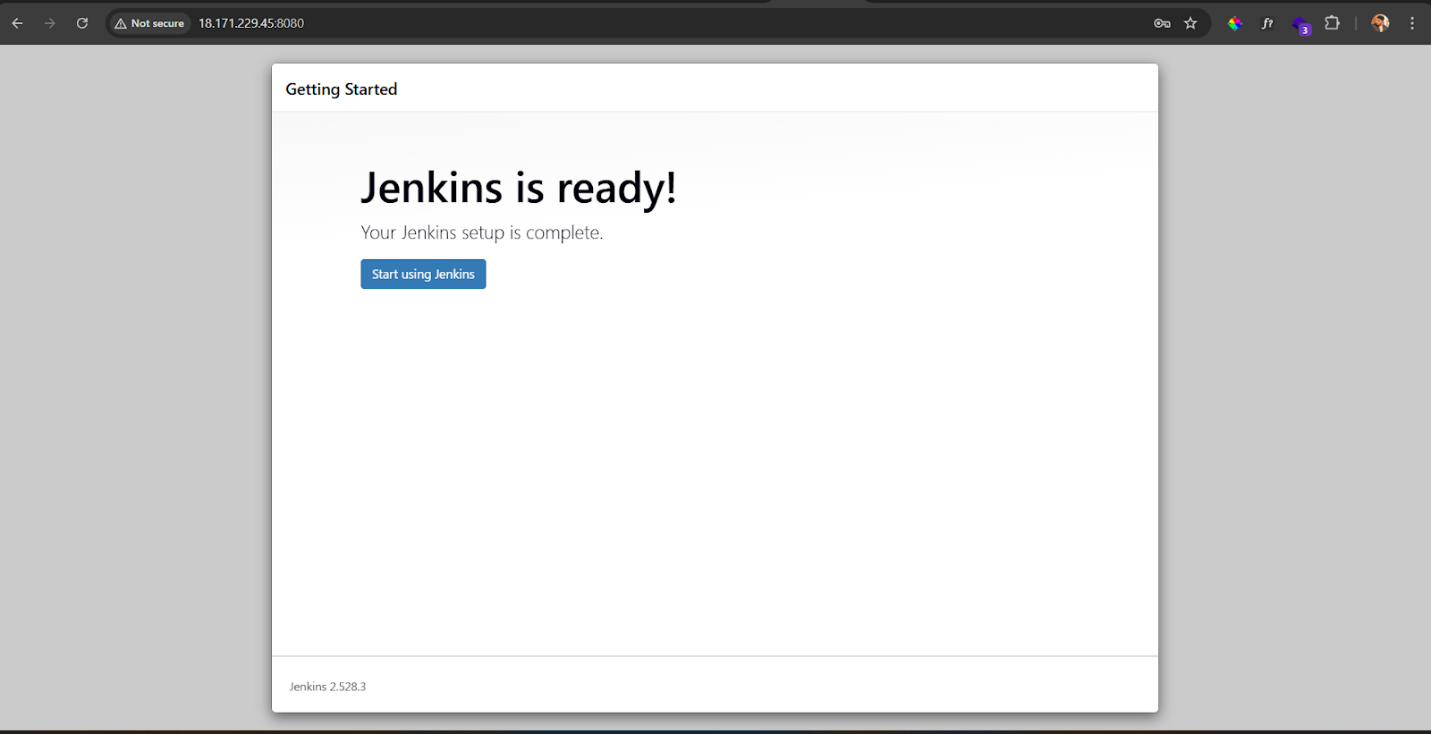 Not secure 18.171.229.45:8080
f?
3
Getting Started
Jenkins is ready!
Your Jenkins setup is complete.
Start using Jenkins
Jenkins 2.528.3